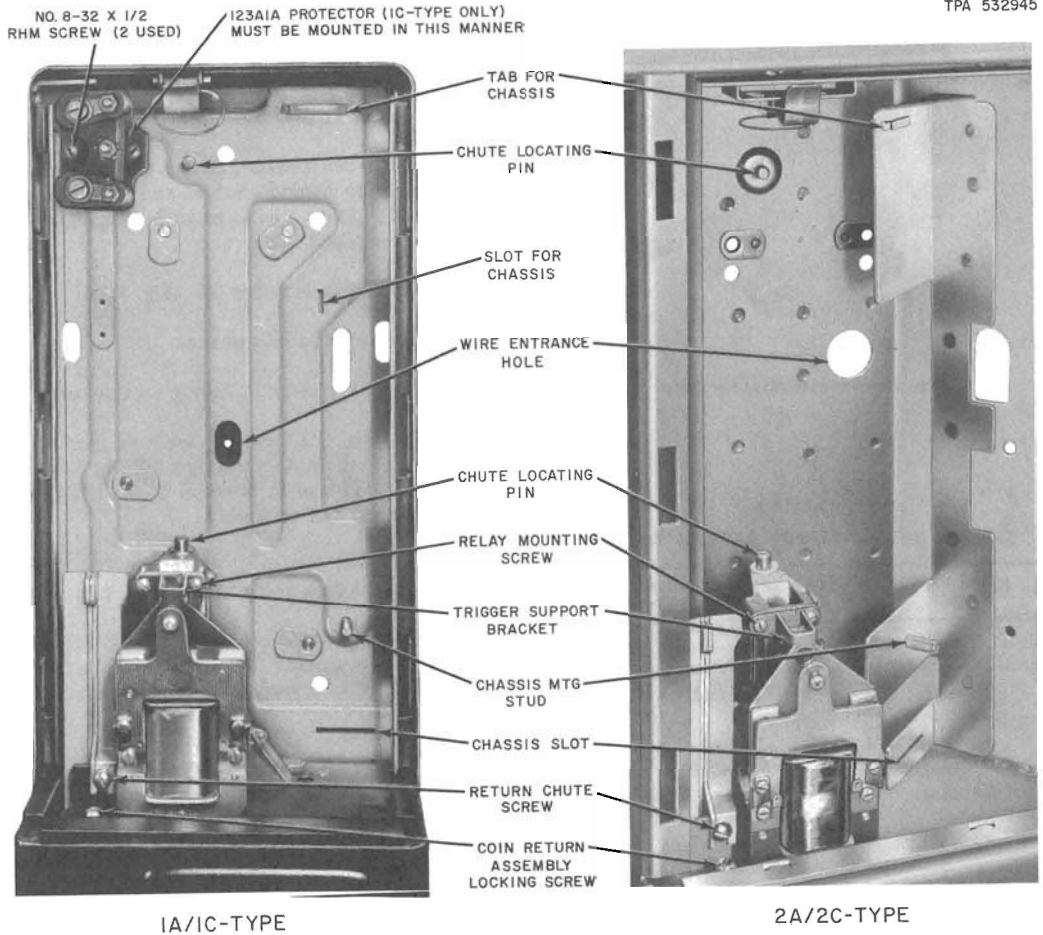 TPA 532945
NO. 8-32 X 1/2
RHM SCREW (2 USED)
123A1A PROTECTOR (1C-TYPE ONLY)
MUST BE MOUNTED IN THIS MANNER
TAB FOR
CHASSIS
CHUTE LOCATING
PIN
SLOT FOR
CHASSIS
WIRE ENTRANCE
HOLE
CHUTE LOCATING
PIN
RELAY MOUNTING
SCREW
TRIGGER SUPPORT
BRACKET
CHASSIS MTG
STUD
CHASSIS SLOT
RETURN CHUTE
SCREW
COIN RETURN
ASSEMBLY
LOCKING SCREW
1A/1C-TYPE
2A/2C-TYPE